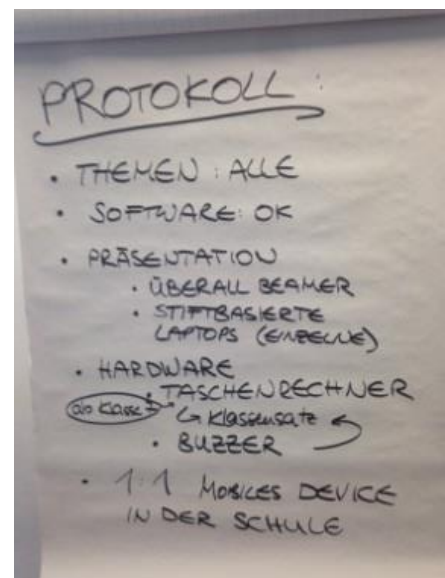 PROTOKOLL:
• THEMEN: ALLE
• SOFTWARE: OK
• PRÄSENTATION
• ÜBERALL BEAMER
• STIFTBASIERTE
LAPTOPS (EINZELNE)
• HARDWARE
• TASCHENRECHNER
Klasse
↳ Klassensatz
• BUZZER
• 1:1 MOBILES DEVICE
IN DER SCHULE